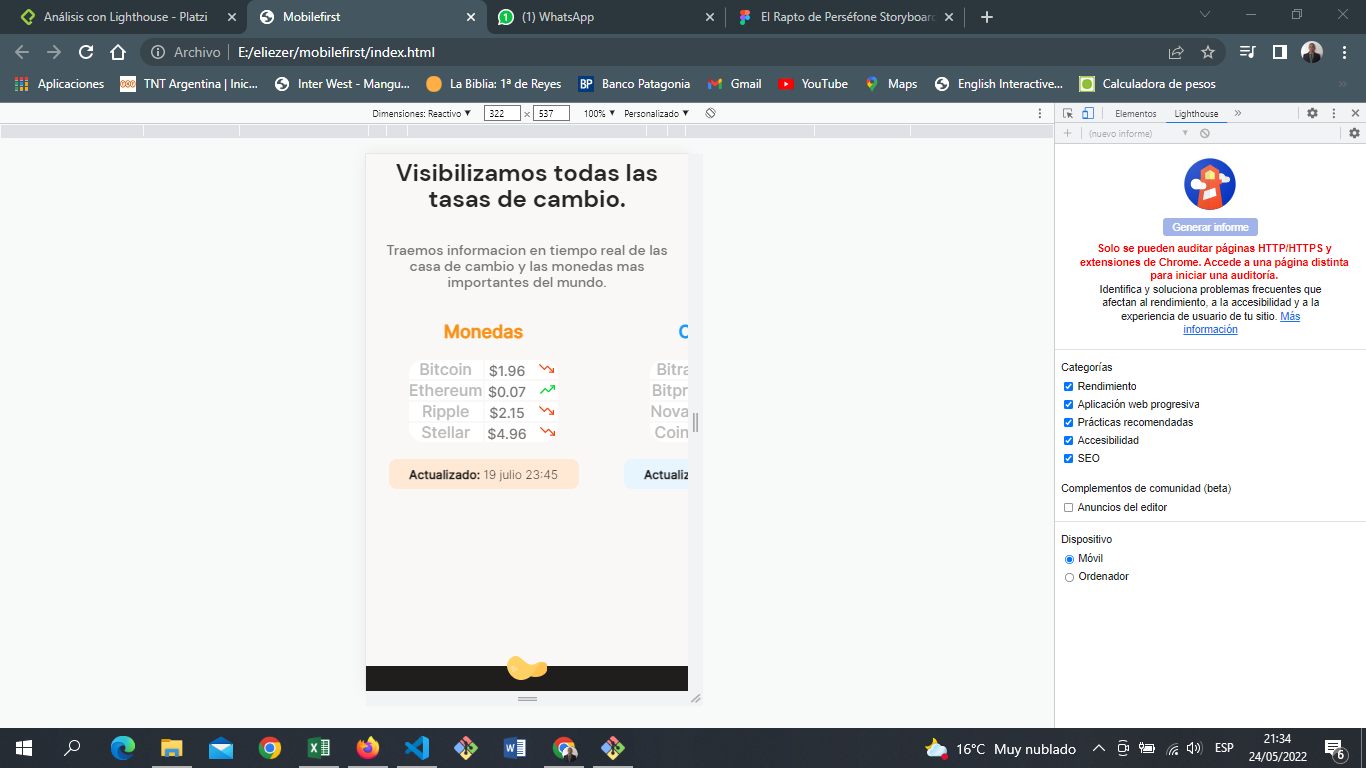 Análisis con Lighthouse - Platzi
Mobilefirst
(1) WhatsApp
El Rapto de Perséfone Storyboard
Archivo
E:/eliezer/mobilefirst/index.html
Aplicaciones
TNT Argentina | Inic...
Inter West - Mangu...
La Biblia: 1ª de Reyes
BP Banco Patagonia
Gmail
YouTube
Maps
English Interactive...
Calculadora de pesos
Dimensiones: Reactivo
322 × 537
100%
Personalizado
Elementos
Lighthouse
(nuevo informe)
Visibilizamos todas las
tasas de cambio.
Traemos informacion en tiempo real de las
casa de cambio y las monedas mas
importantes del mundo.
Monedas
C
Bitcoin $1.96
Ethereum $0.07
Ripple $2.15
Stellar $4.96
Bitra
Bitpr
Nova
Coin
Actualizado: 19 julio 23:45
Actualiz
Generar informe
Solo se pueden auditar páginas HTTP/HTTPS y
extensiones de Chrome. Accede a una página distinta
para iniciar una auditoría.
Identifica y soluciona problemas frecuentes que
afectan al rendimiento, a la accesibilidad y a la
experiencia de usuario de tu sitio. Más
información
Categorías
Rendimiento
Aplicación web progresiva
Prácticas recomendadas
Accesibilidad
SEO
Complementos de comunidad (beta)
Anuncios del editor
Dispositivo
Móvil
Ordenador
16°C Muy nublado
ESP
21:34
24/05/2022
6